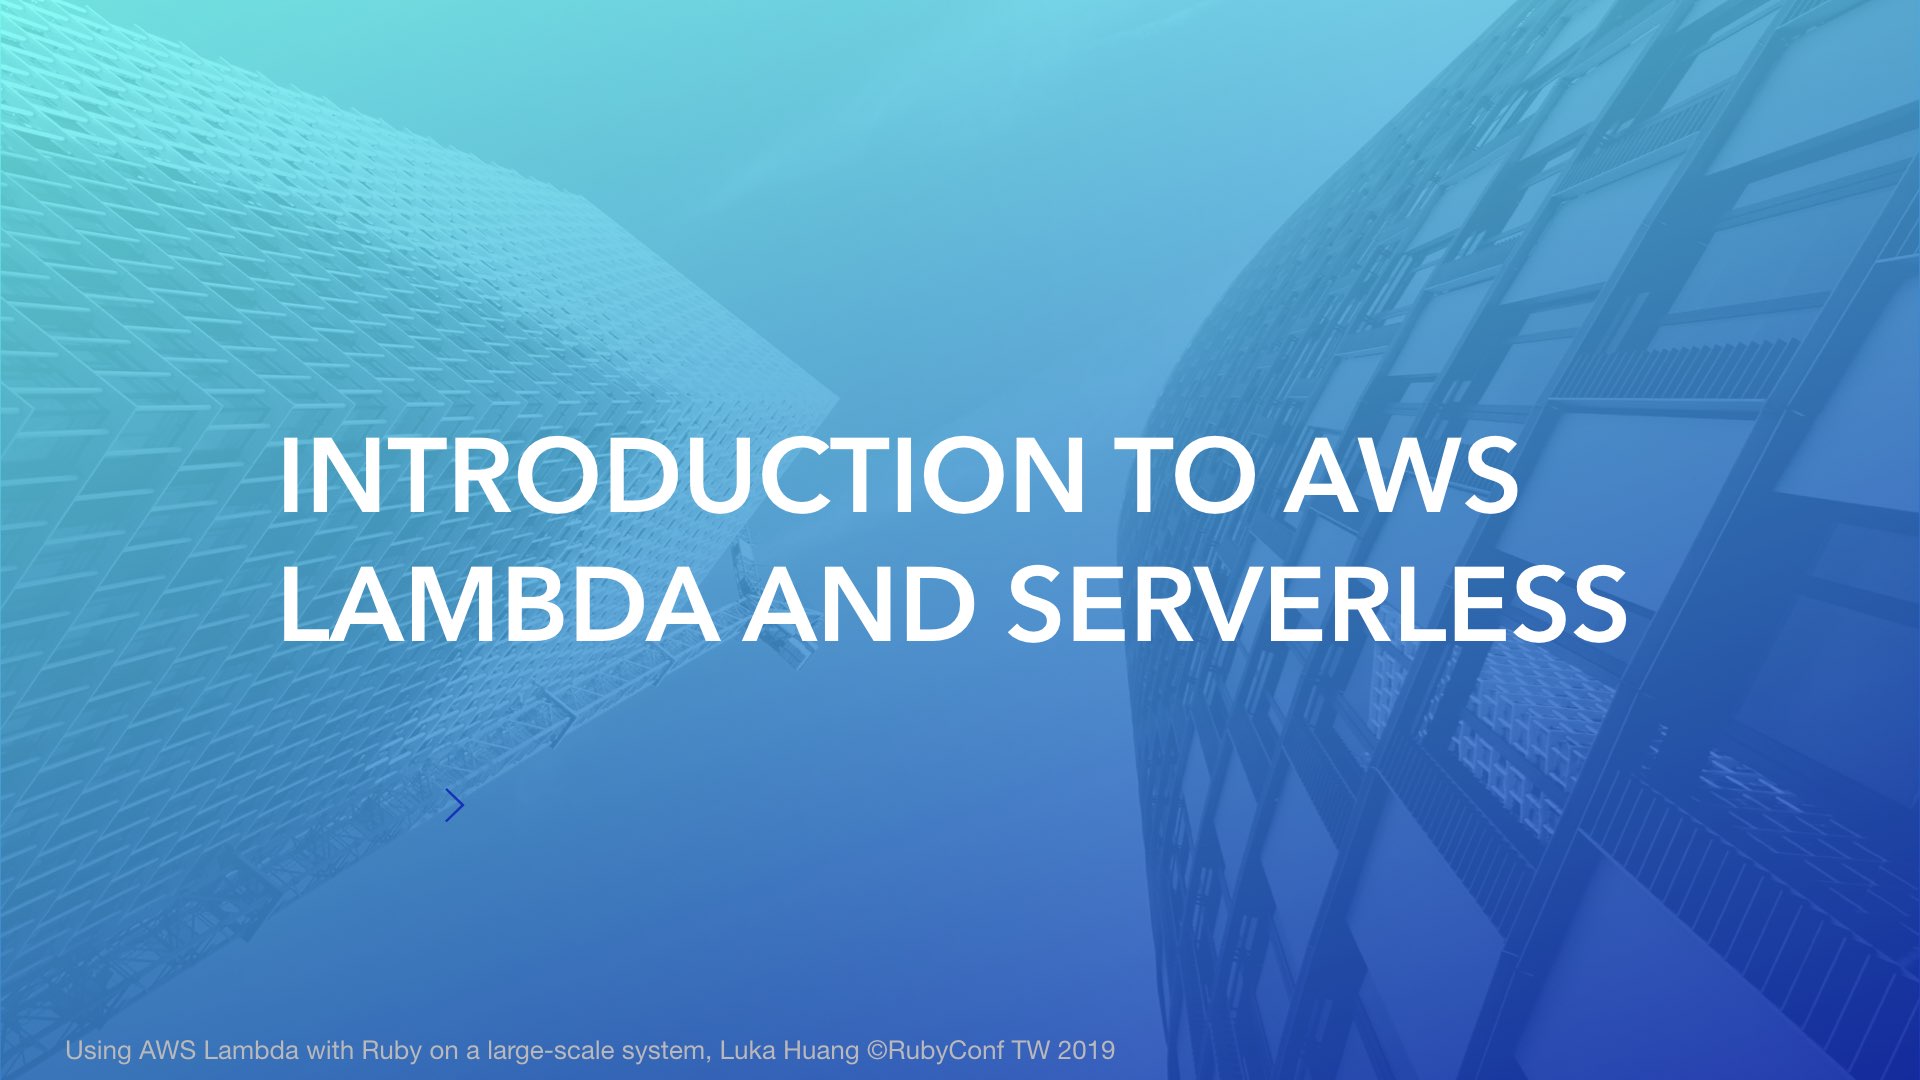 INTRODUCTION TO AWS
LAMBDA AND SERVERLESS
Using AWS Lambda with Ruby on a large-scale system, Luka Huang ©RubyConf TW 2019